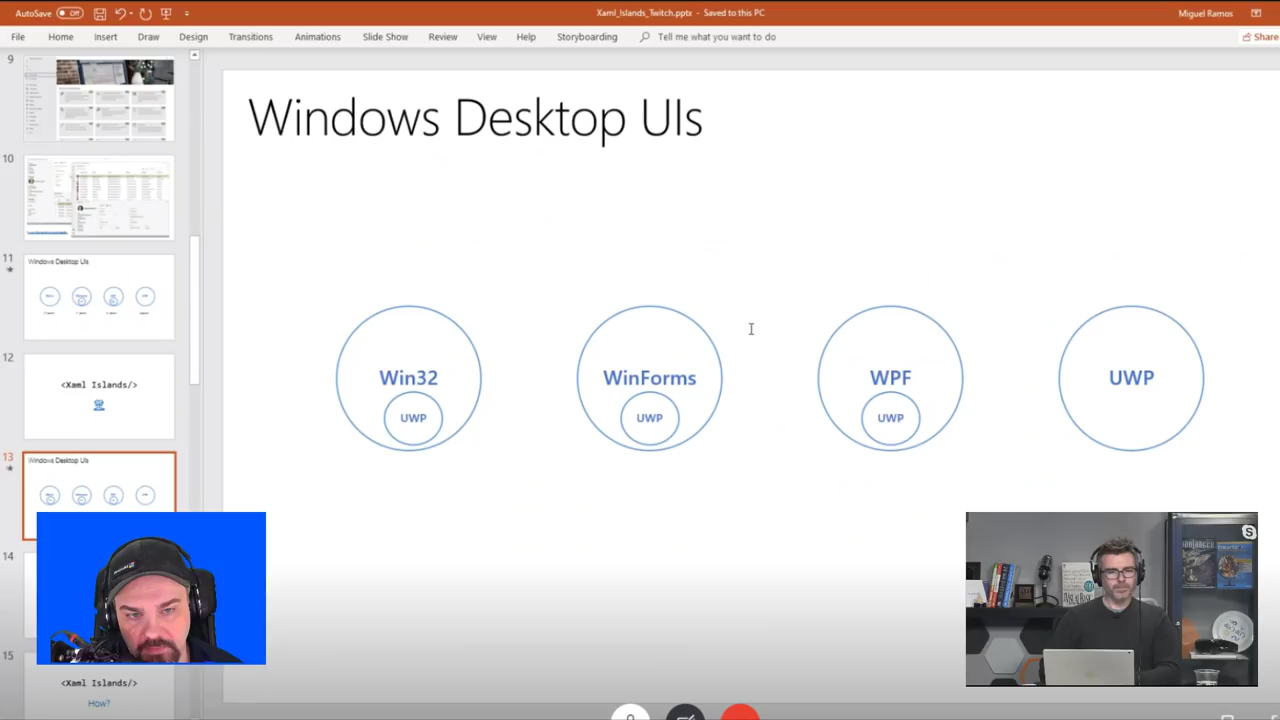 AutoSave Off
Xaml_Islands_Twitch.pptx - Saved to this PC
Miguel Ramos
File Home Insert Draw Design Transitions Animations Slide Show Review View Help Storyboarding Tell me what you want to do Share
9
10
11
Windows Desktop UIs
12
<Xaml Islands/>
13
Windows Desktop UIs
14
15
<Xaml Islands/>
How?
Windows Desktop UIs
Win32
UWP
WinForms
UWP
WPF
UWP
UWP